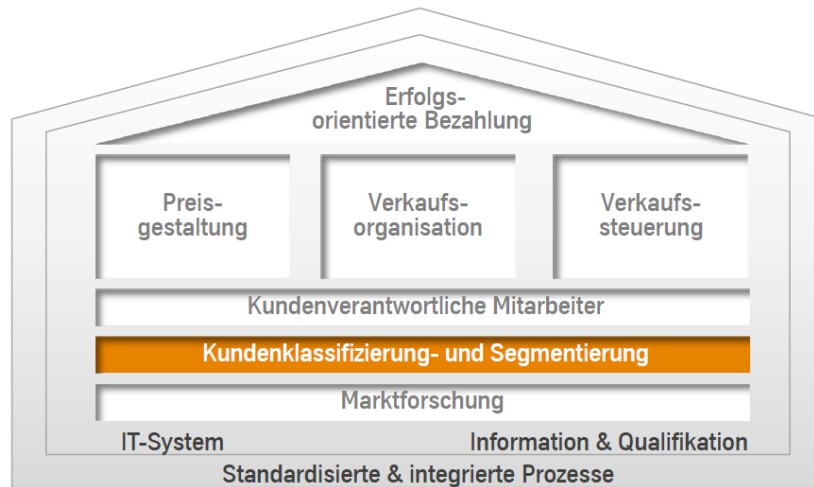 Erfolgs-
orientierte Bezahlung
Preis-
gestaltung
Verkaufs-
organisation
Verkaufs-
steuerung
Kundenverantwortliche Mitarbeiter
Kundenklassifizierung- und Segmentierung
Marktforschung
IT-System
Information & Qualifikation
Standardisierte & integrierte Prozesse